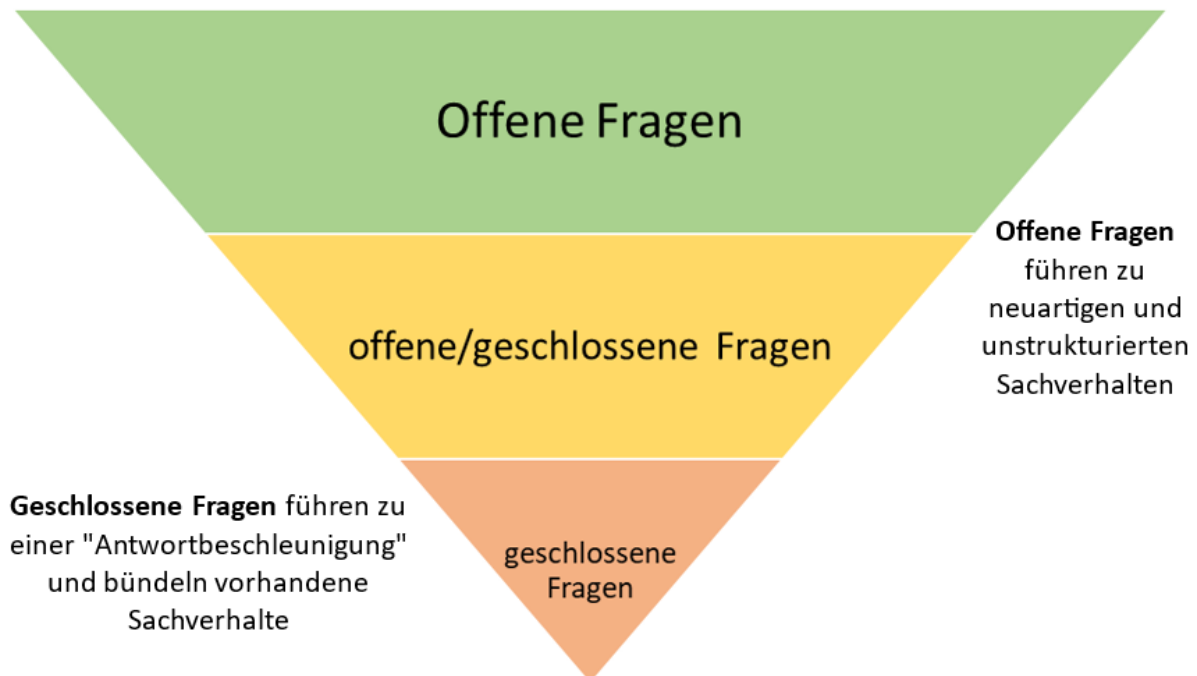 Offene Fragen
offene/geschlossene Fragen
Offene Fragen
führen zu
neuartigen und
unstrukturierten
Sachverhalten
Geschlossene Fragen führen zu
einer "Antwortbeschleunigung"
und bündeln vorhandene
Sachverhalte
geschlossene
Fragen